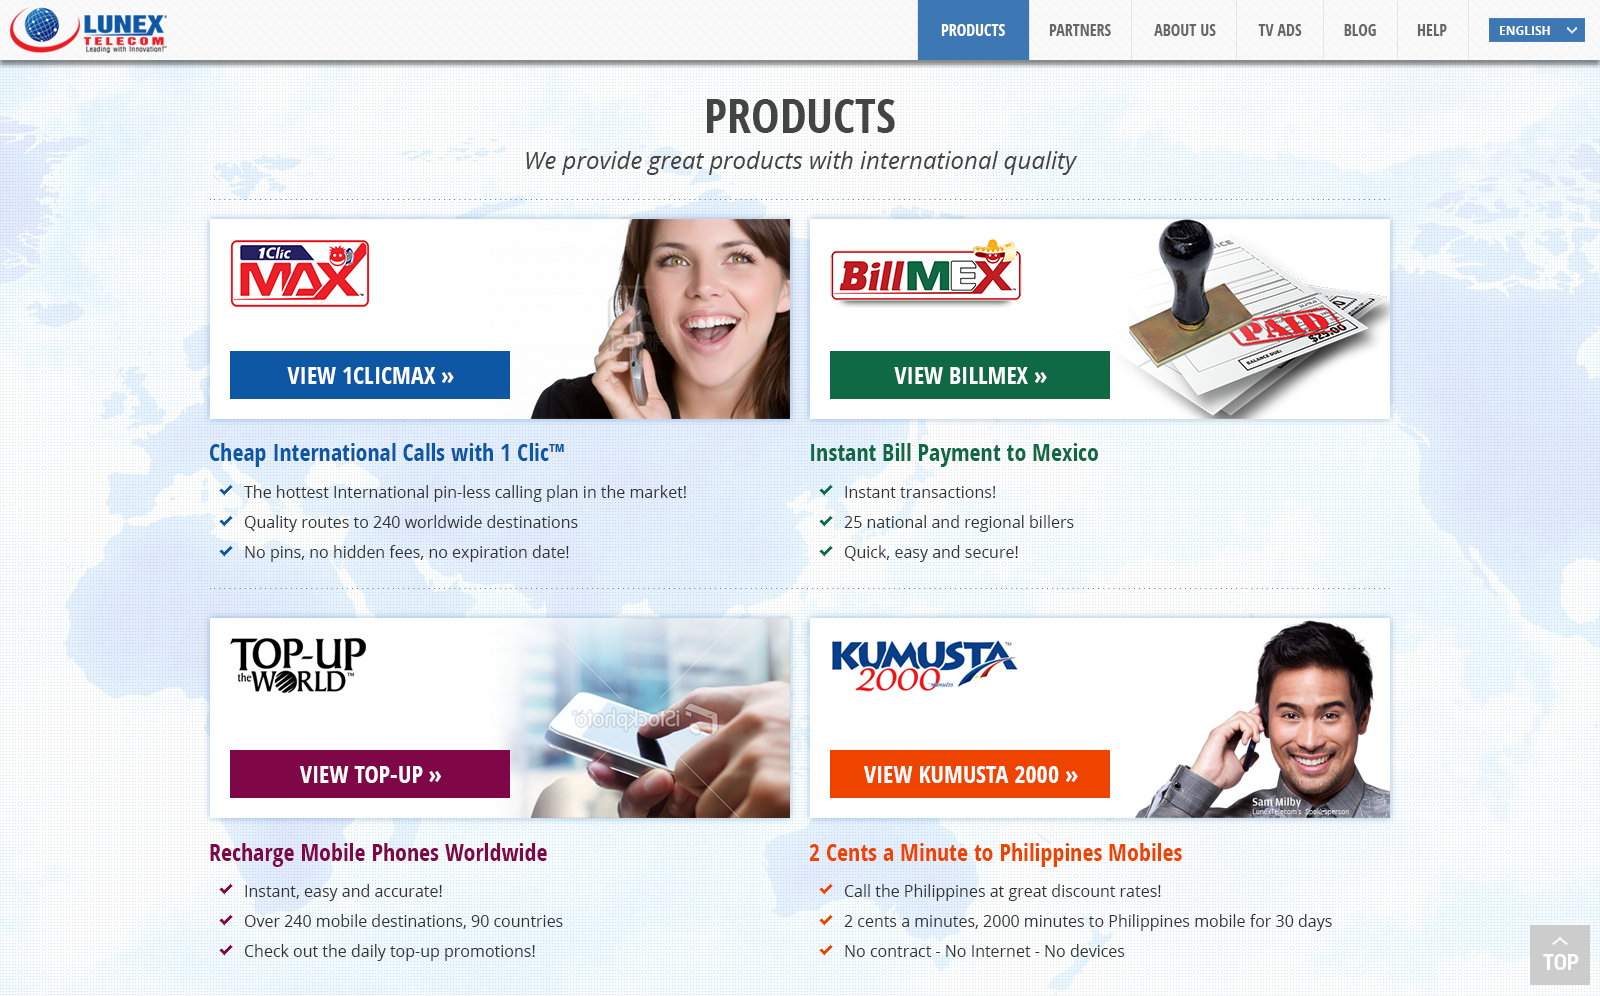 LUNEX
TELECOM
Leading with Innovation!
PRODUCTS
PARTNERS
ABOUT US
TV ADS
BLOG
HELP
ENGLISH
PRODUCTS
We provide great products with international quality
1Clic
MAX
VIEW 1CLICMAX »
BillMEX
PAID
$25.00
BALANCE DUE:
VIEW BILLMEX »
Cheap International Calls with 1 Clic™
The hottest International pin-less calling plan in the market!
Quality routes to 240 worldwide destinations
No pins, no hidden fees, no expiration date!
Instant Bill Payment to Mexico
Instant transactions!
25 national and regional billers
Quick, easy and secure!
TOP-UP
the WORLD™
iStockphoto
VIEW TOP-UP »
KUMUSTA
2000 minutes
VIEW KUMUSTA 2000 »
Sam Milby
LunexTelecom's Spokesperson
Recharge Mobile Phones Worldwide
Instant, easy and accurate!
Over 240 mobile destinations, 90 countries
Check out the daily top-up promotions!
2 Cents a Minute to Philippines Mobiles
Call the Philippines at great discount rates!
2 cents a minutes, 2000 minutes to Philippines mobile for 30 days
No contract - No Internet - No devices
TOP